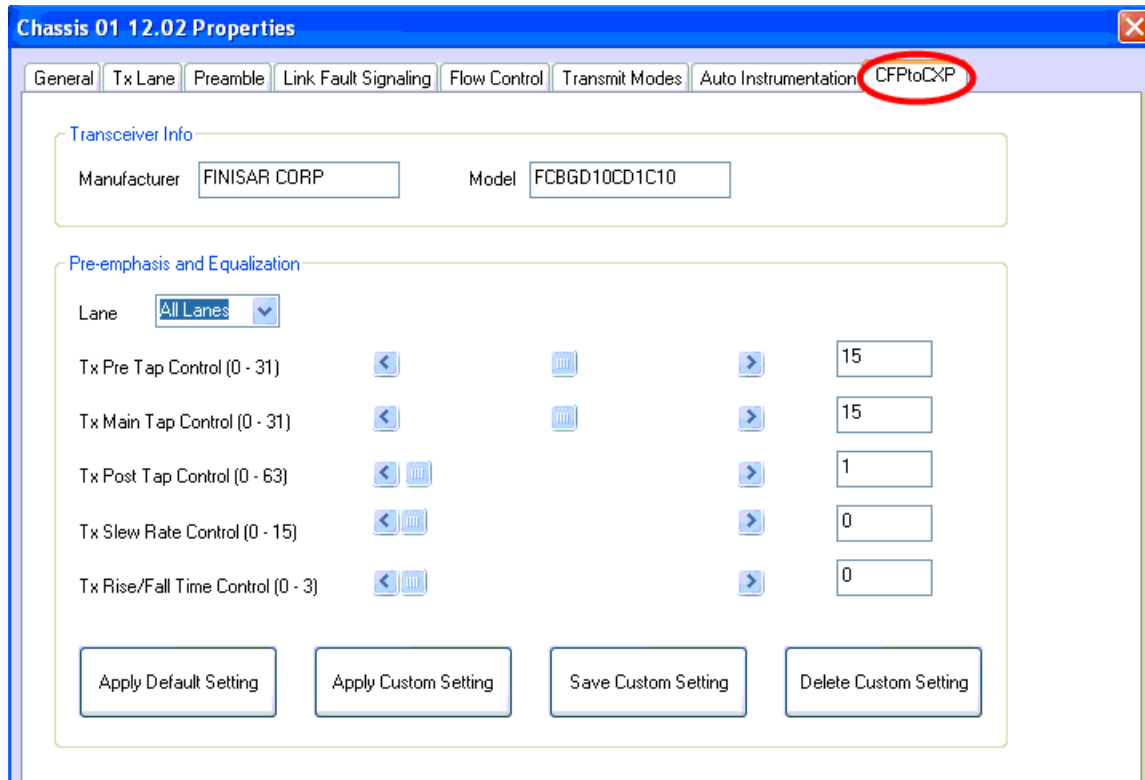 Chassis 01 12.02 Properties
General Tx Lane Preamble Link Fault Signaling Flow Control Transmit Modes Auto Instrumentation CFPtoCXP
Transceiver Info
Manufacturer FINISAR CORP Model FCBGD10CD1C10
Pre-emphasis and Equalization
Lane All Lanes
Tx Pre Tap Control (0 - 31) 15
Tx Main Tap Control (0 - 31) 15
Tx Post Tap Control (0 - 63) 1
Tx Slew Rate Control (0 - 15) 0
Tx Rise/Fall Time Control (0 - 3) 0
Apply Default Setting Apply Custom Setting Save Custom Setting Delete Custom Setting